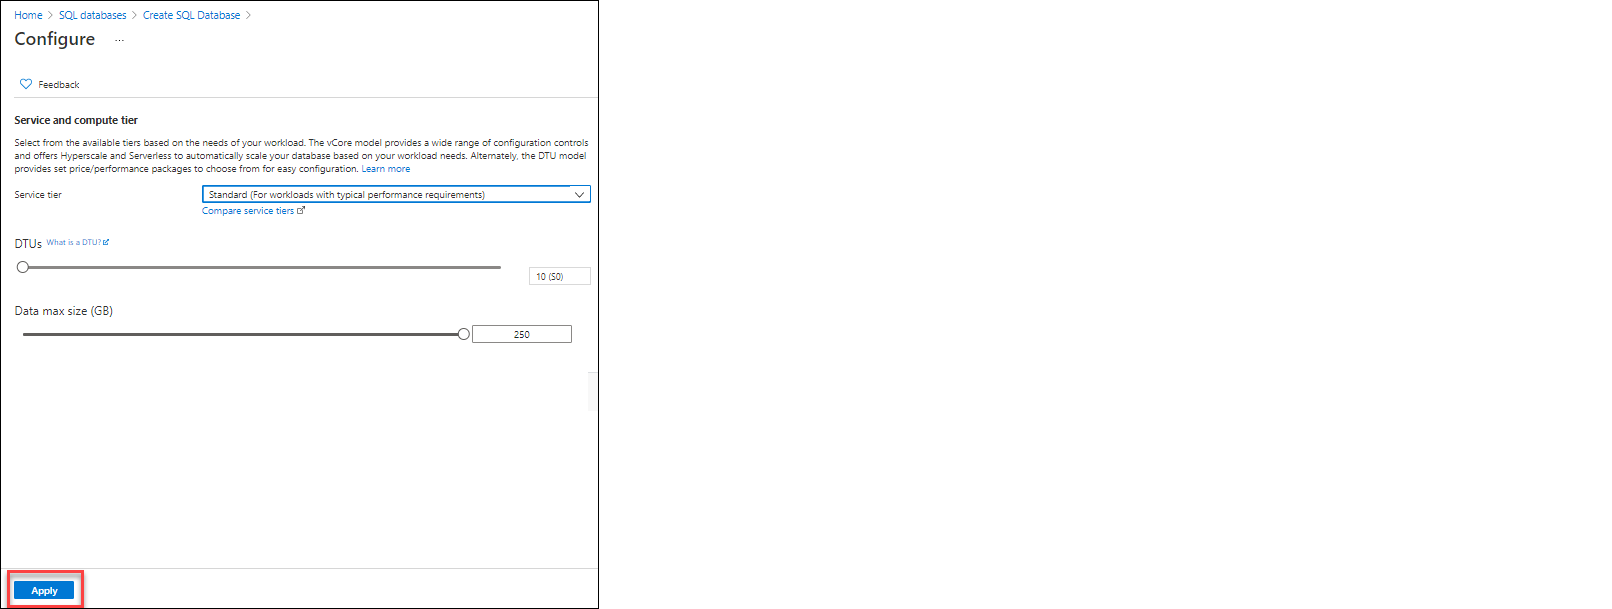 Home > SQL databases > Create SQL Database >
Configure ...
Feedback
Service and compute tier
Select from the available tiers based on the needs of your workload. The vCore model provides a wide range of configuration controls
and offers Hyperscale and Serverless to automatically scale your database based on your workload needs. Alternately, the DTU model
provides set price/performance packages to choose from for easy configuration. Learn more
Service tier Standard (For workloads with typical performance requirements)
Compare service tiers
DTUs What is a DTU?
10 (S0)
Data max size (GB)
250
Apply